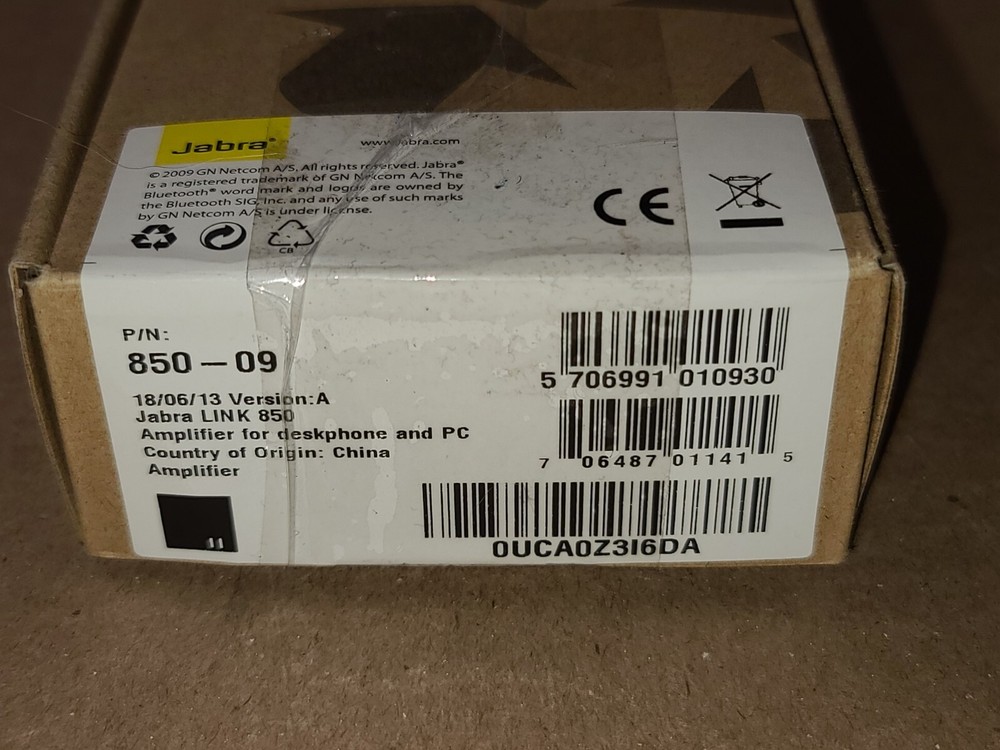 Jabra®
www.jabra.com
© 2009 GN Netcom A/S. All rights reserved. Jabra®
is a registered trademark of GN Netcom A/S. The
Bluetooth® word mark and logos are owned by
the Bluetooth SIG, Inc. and any use of such marks
by GN Netcom A/S is under license.
CB
CE
P/N:
850 – 09
18/06/13 Version:A
Jabra LINK 850
Amplifier for deskphone and PC
Country of Origin: China
Amplifier
5 706991 010930
7 06487 01141 5
0UCA0Z3I6DA